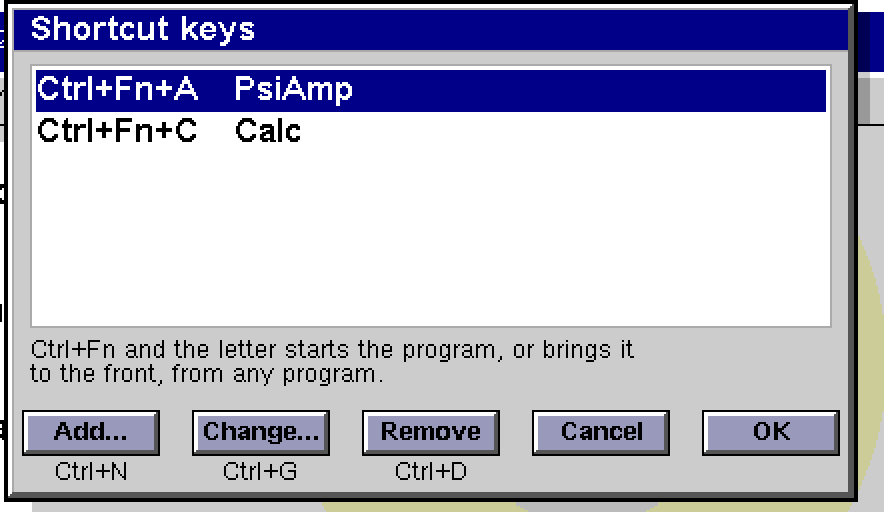 Shortcut keys
Ctrl+Fn+A PsiAmp
Ctrl+Fn+C Calc
Ctrl+Fn and the letter starts the program, or brings it
to the front, from any program.
Add... Change... Remove Cancel OK
Ctrl+N Ctrl+G Ctrl+D